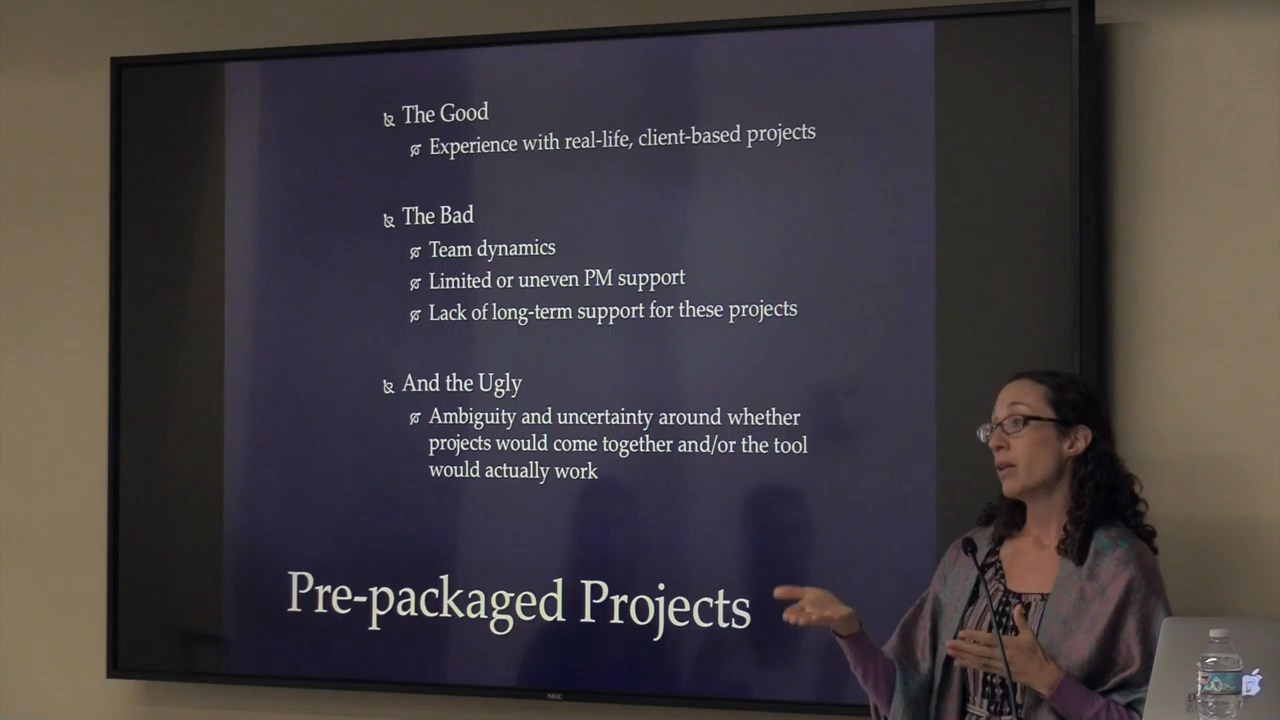 The Good
Experience with real-life, client-based projects
The Bad
Team dynamics
Limited or uneven PM support
Lack of long-term support for these projects
And the Ugly
Ambiguity and uncertainty around whether
projects would come together and/or the tool
would actually work
Pre-packaged Projects
NEC